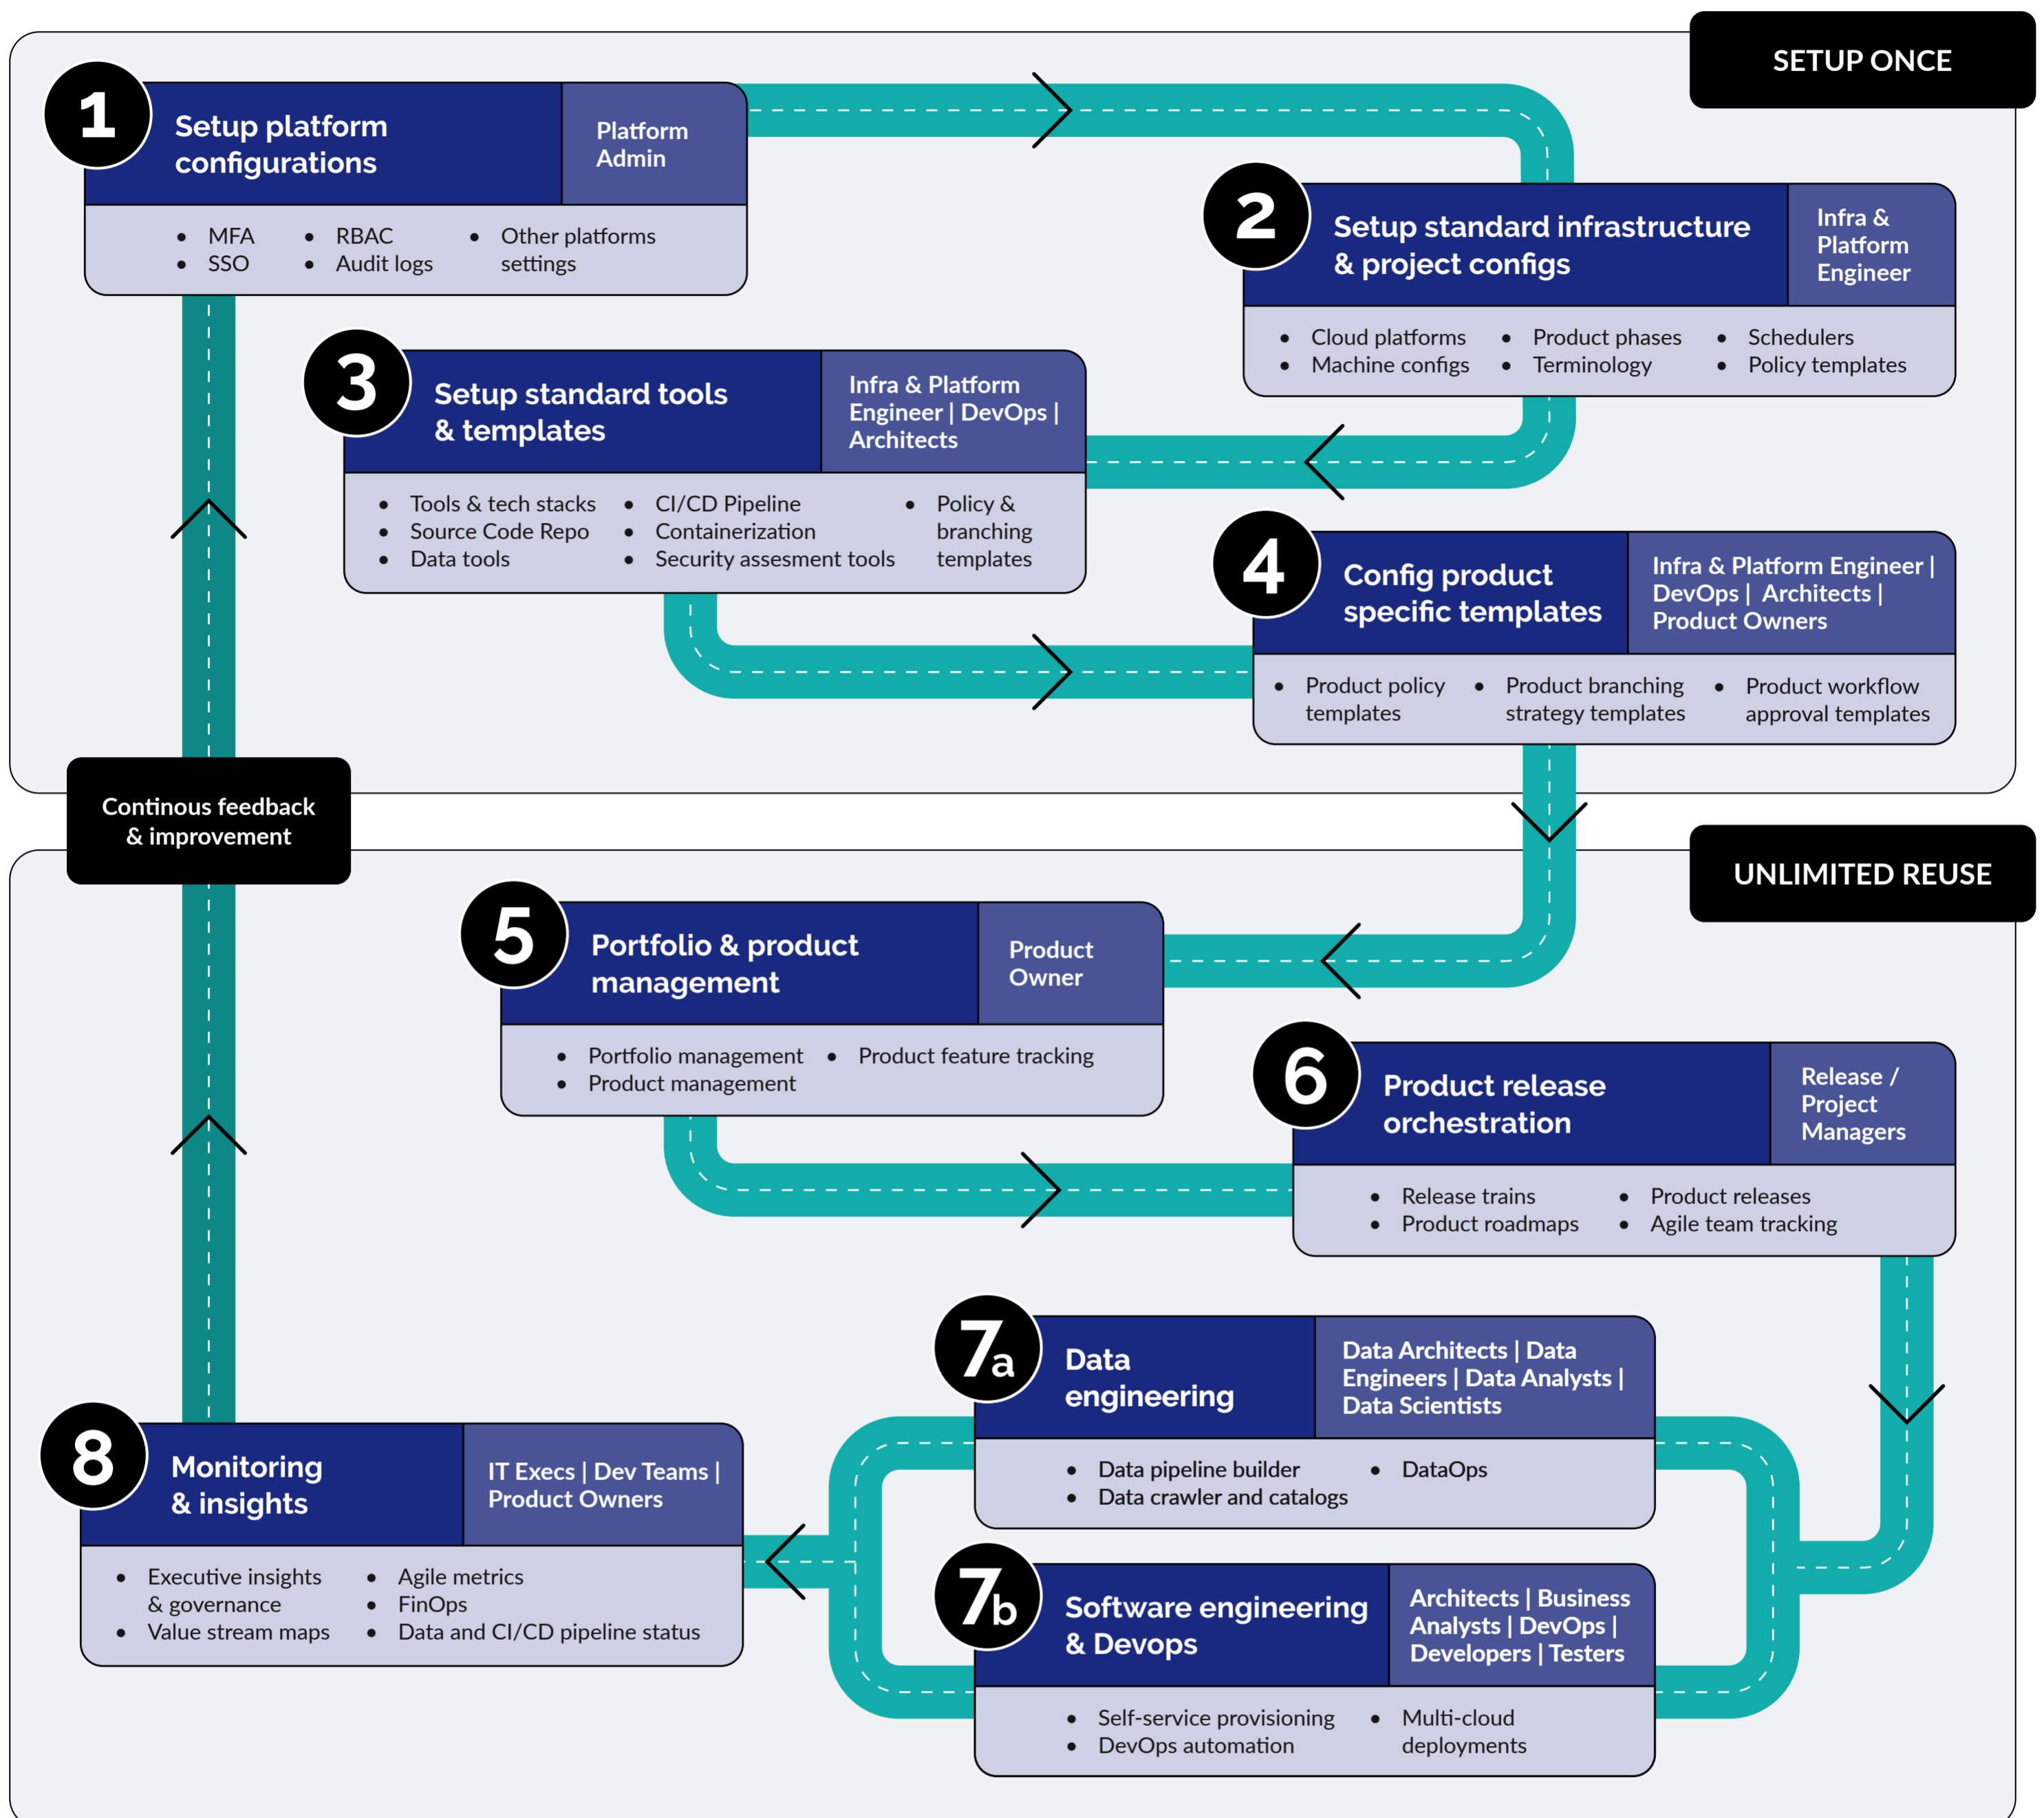 SETUP ONCE
1
Setup platform
configurations
Platform
Admin
• MFA
• SSO
• RBAC
• Audit logs
• Other platforms
settings
2
Setup standard infrastructure
& project configs
Infra &
Platform
Engineer
• Cloud platforms
• Machine configs
• Product phases
• Terminology
• Schedulers
• Policy templates
3
Setup standard tools
& templates
Infra & Platform
Engineer | DevOps |
Architects
• Tools & tech stacks
• Source Code Repo
• Data tools
• CI/CD Pipeline
• Containerization
• Security assesment tools
• Policy &
branching
templates
4
Config product
specific templates
Infra & Platform Engineer |
DevOps | Architects |
Product Owners
• Product policy
templates
• Product branching
strategy templates
• Product workflow
approval templates
Continous feedback
& improvement
UNLIMITED REUSE
5
Portfolio & product
management
Product
Owner
• Portfolio management
• Product management
• Product feature tracking
6
Product release
orchestration
Release /
Project
Managers
• Release trains
• Product roadmaps
• Product releases
• Agile team tracking
7a
Data
engineering
Data Architects | Data
Engineers | Data Analysts |
Data Scientists
• Data pipeline builder
• Data crawler and catalogs
• DataOps
7b
Software engineering
& Devops
Architects | Business
Analysts | DevOps |
Developers | Testers
• Self-service provisioning
• DevOps automation
• Multi-cloud
deployments
8
Monitoring
& insights
IT Execs | Dev Teams |
Product Owners
• Executive insights
& governance
• Value stream maps
• Agile metrics
• FinOps
• Data and CI/CD pipeline status